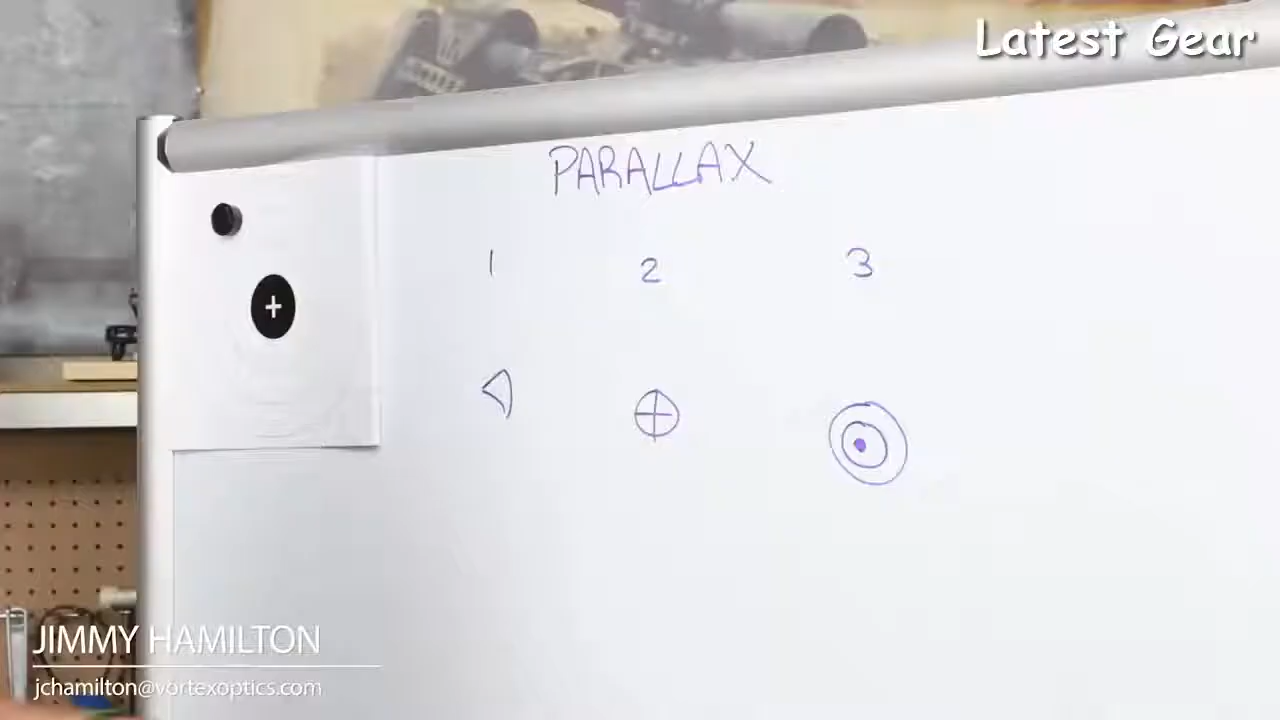 Latest Gear
PARALLAX
1 2 3
JIMMY HAMILTON
jchamilton@vortexoptics.com